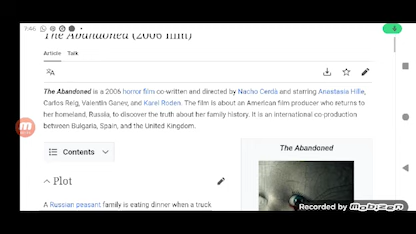 7:46
The Abandoned (2006 film)
Article Talk
The Abandoned is a 2006 horror film co-written and directed by Nacho Cerdà and starring Anastasia Hille,
Carlos Reig, Valentin Ganev, and Karel Roden. The film is about an American film producer who returns to
her homeland, Russia, to discover the truth about her family history. It is an international co-production
between Bulgaria, Spain, and the United Kingdom.
Contents
The Abandoned
Plot
A Russian peasant family is eating dinner when a truck
Recorded by Mobizen